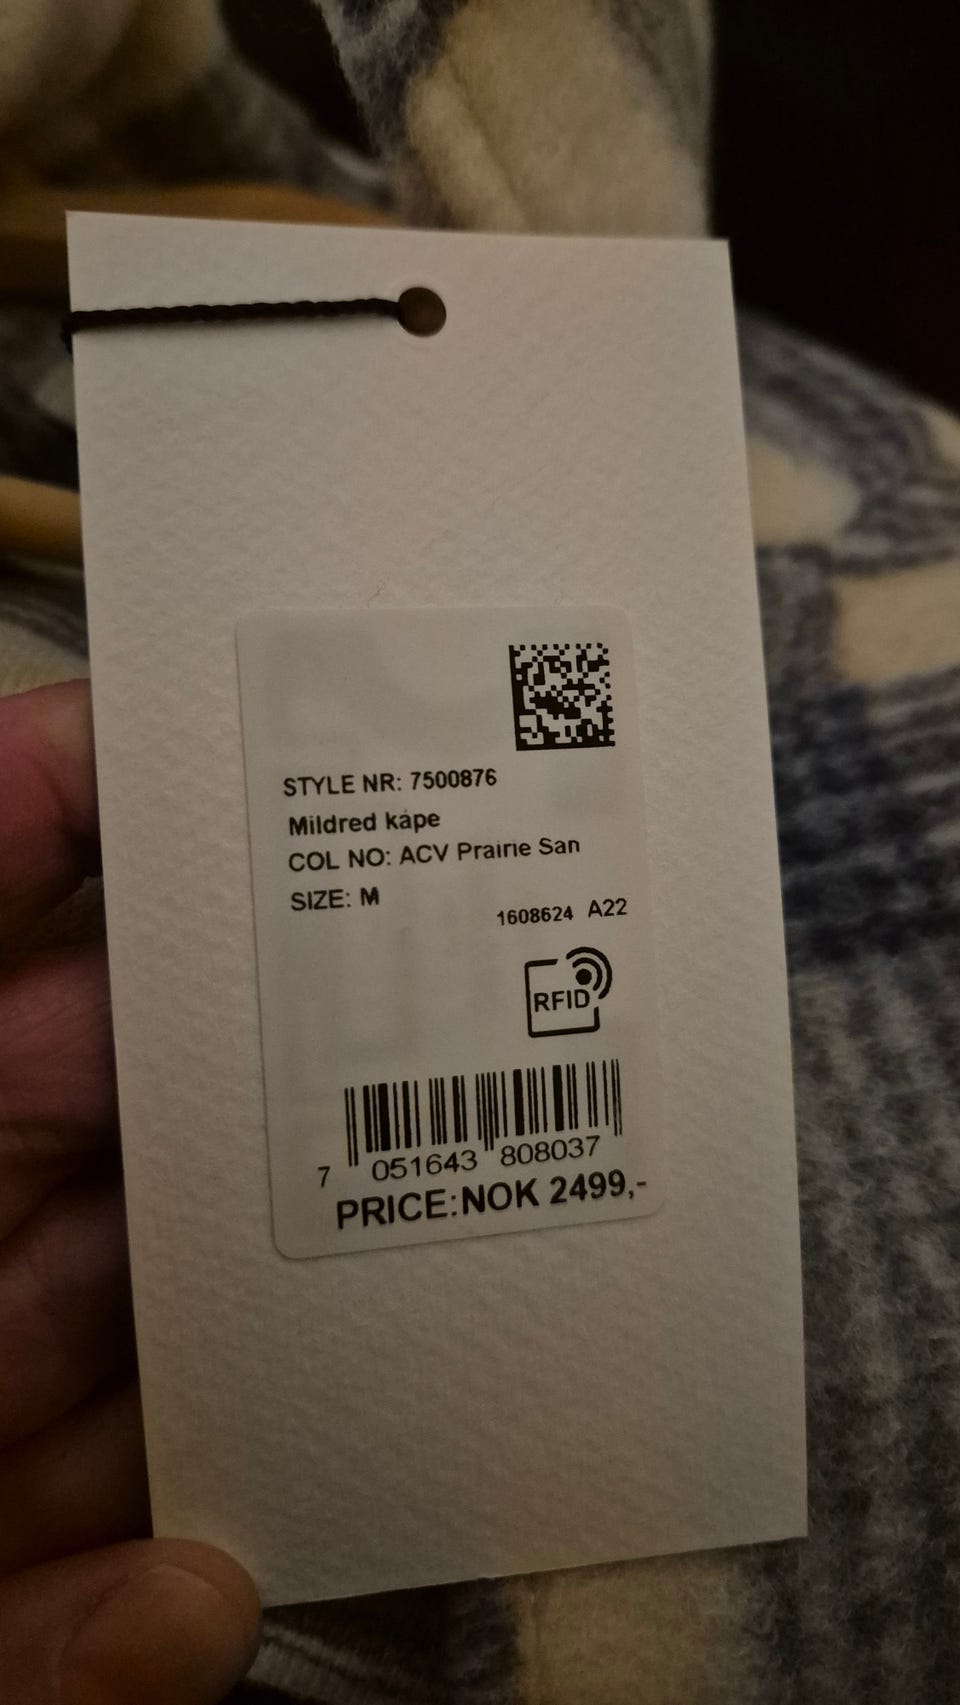 STYLE NR: 7500876
Mildred kåpe
COL NO: ACV Prairie San
SIZE: M
1608624 A22
RFID
7 051643 808037
PRICE:NOK 2499,-